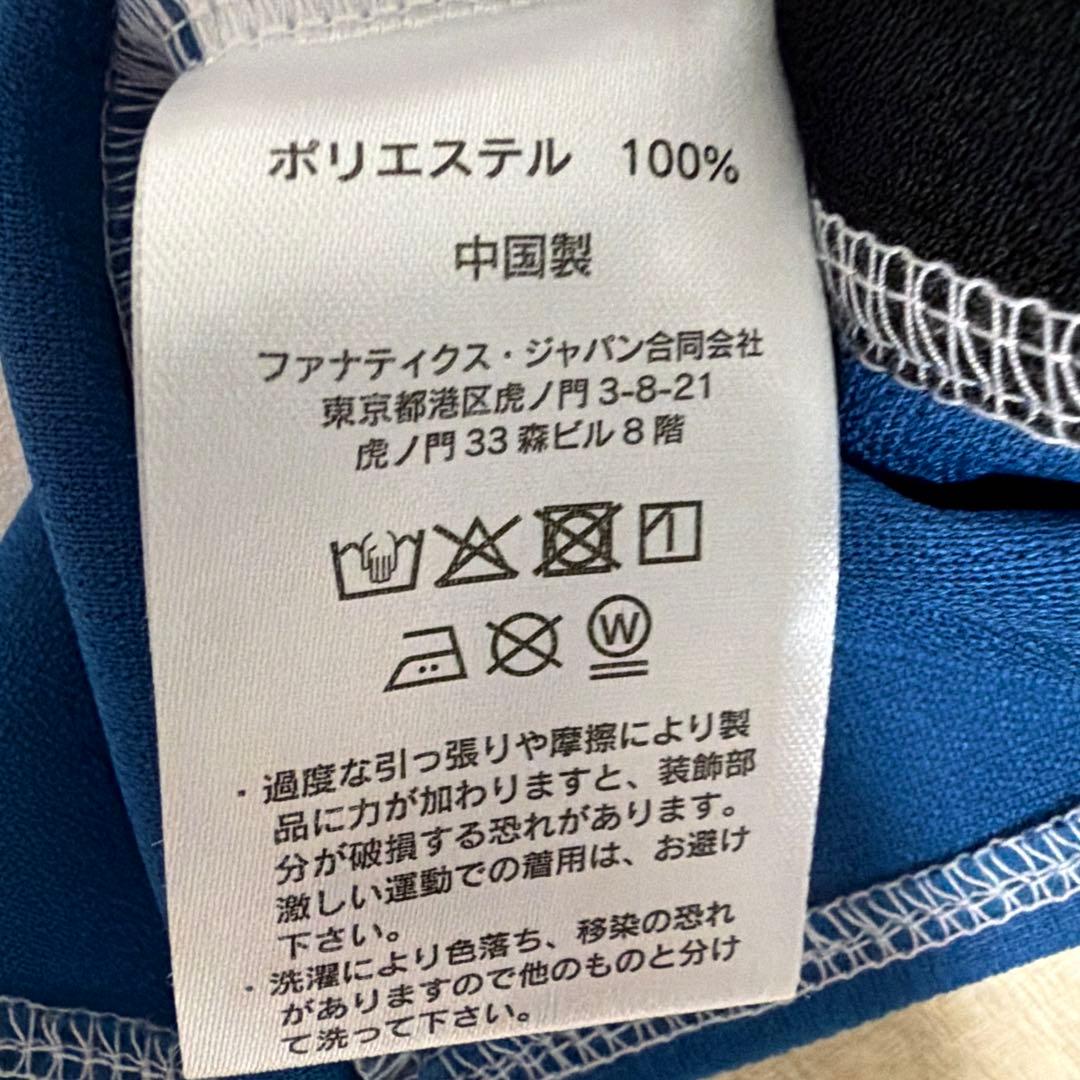 ポリエステル 100%
中国製
ファナティクス・ジャパン合同会社
東京都港区虎ノ門 3-8-21
虎ノ門 33 森ビル 8 階
W
・過度な引っ張りや摩擦により製
品に力が加わりますと、装飾部
分が破損する恐れがあります。
激しい運動での着用は、お避け
下さい。
・洗濯により色落ち、移染の恐れ
がありますので他のものと分け
て洗って下さい。